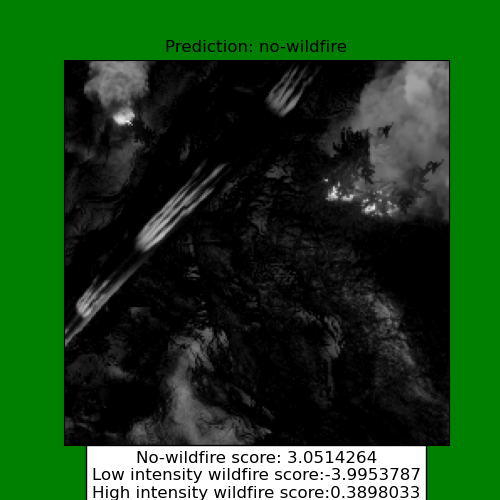 Prediction: no-wildfire
No-wildfire score: 3.0514264
Low intensity wildfire score:-3.9953787
High intensity wildfire score:0.3898033